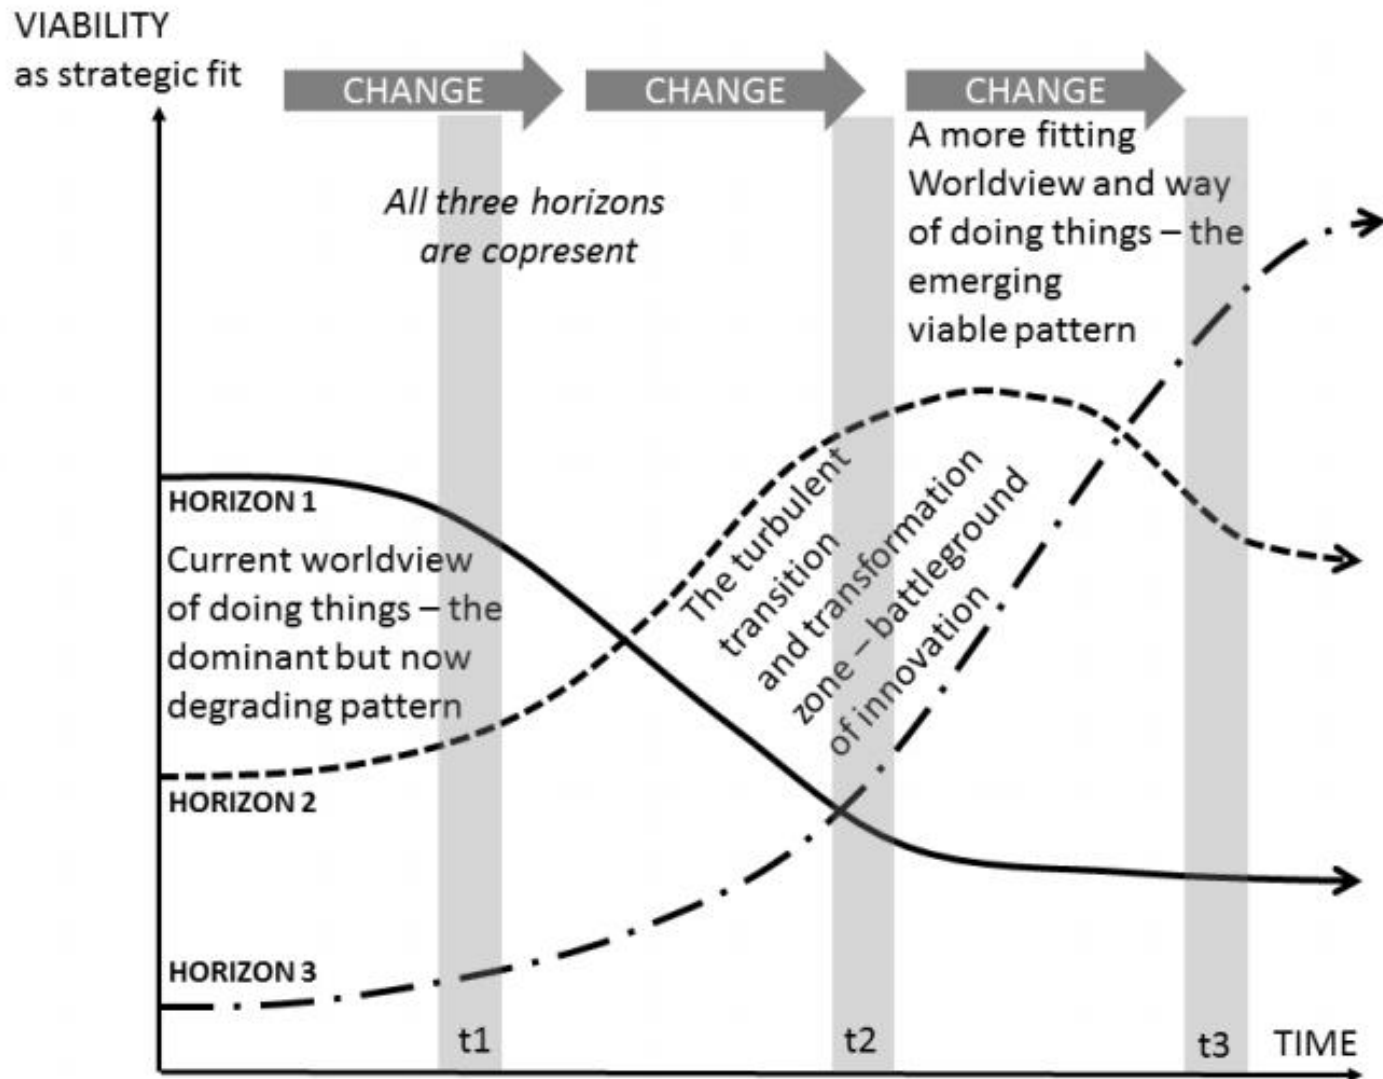 VIABILITY
as strategic fit
CHANGE
CHANGE
CHANGE
All three horizons
are copresent
A more fitting
Worldview and way
of doing things – the
emerging
viable pattern
HORIZON 1
Current worldview
of doing things – the
dominant but now
degrading pattern
The turbulent
transition
and transformation
zone – battleground
of innovation
HORIZON 2
HORIZON 3
t1
t2
t3
TIME